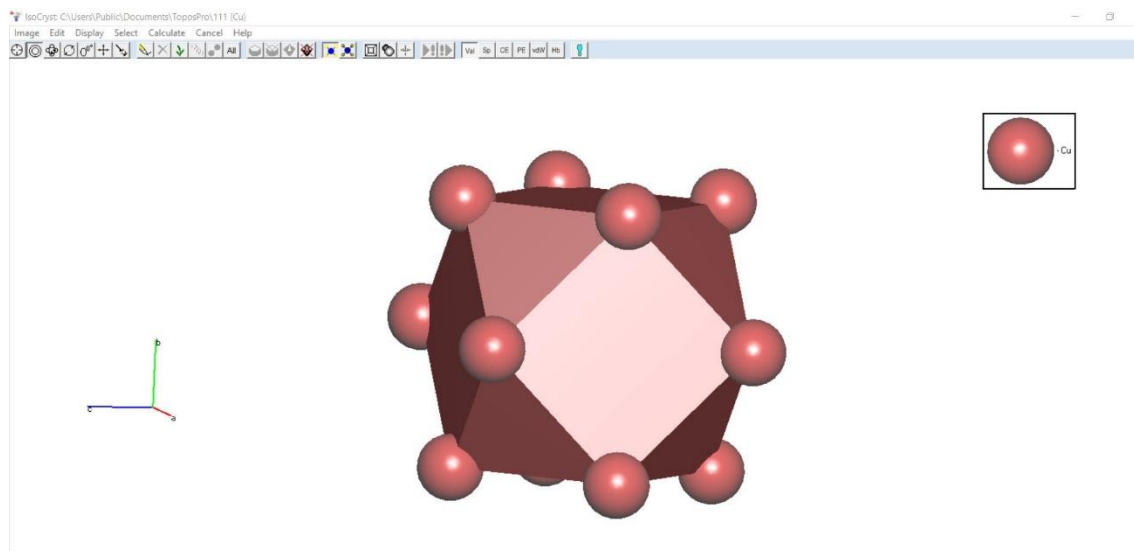 IsoCryst: C:\Users\Public\Documents\ToposPro\111 (Cu)
Image Edit Display Select Calculate Cancel Help
All Val Sp CE PE vdW Hb
Cu
b
c
a